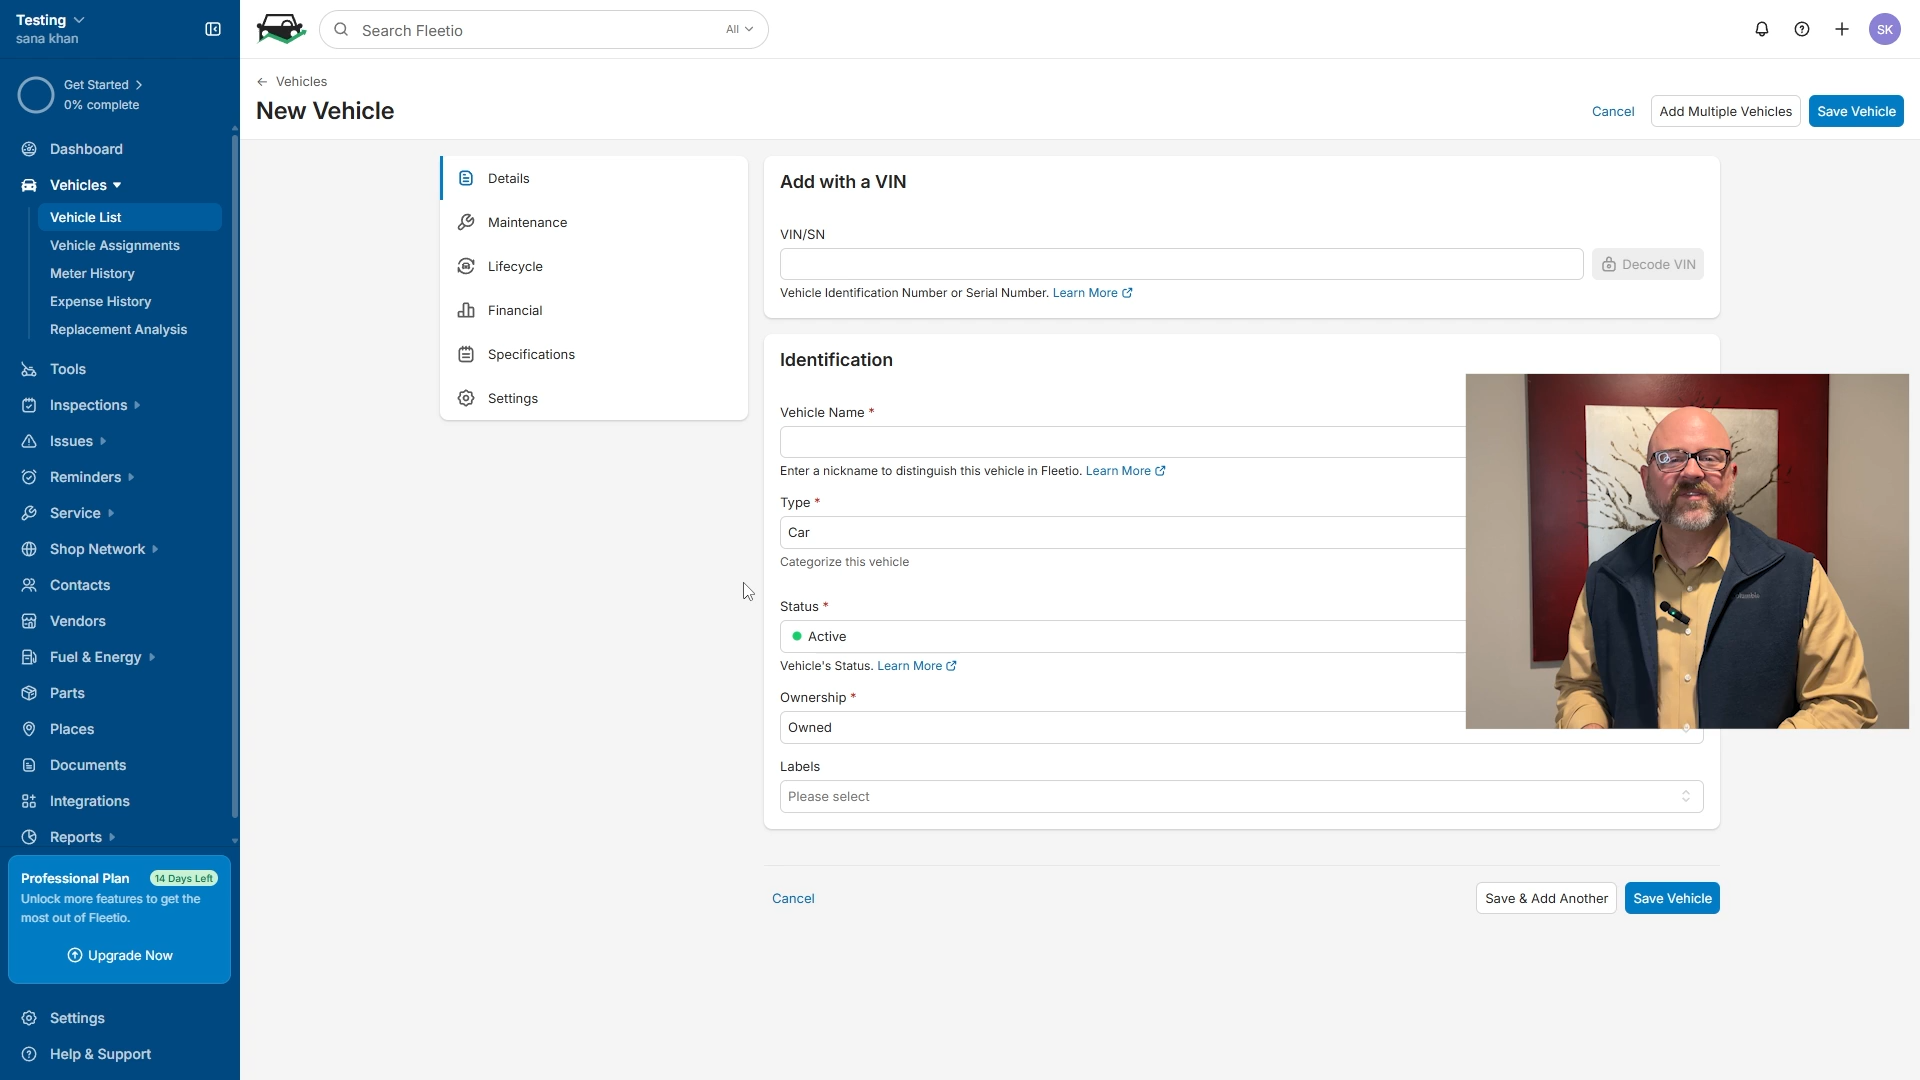 Testing
sana khan
Get Started
0% complete
Dashboard
Vehicles
Vehicle List
Vehicle Assignments
Meter History
Expense History
Replacement Analysis
Tools
Inspections
Issues
Reminders
Service
Shop Network
Contacts
Vendors
Fuel & Energy
Parts
Places
Documents
Integrations
Reports
Professional Plan 14 Days Left
Unlock more features to get the
most out of Fleetio.
Upgrade Now
Settings
Help & Support
Search Fleetio All
SK
Vehicles
New Vehicle
Cancel Add Multiple Vehicles Save Vehicle
Details
Maintenance
Lifecycle
Financial
Specifications
Settings
Add with a VIN
VIN/SN
Decode VIN
Vehicle Identification Number or Serial Number. Learn More
Identification
Vehicle Name *
Enter a nickname to distinguish this vehicle in Fleetio. Learn More
Type *
Car
Categorize this vehicle
Status *
Active
Vehicle's Status. Learn More
Ownership *
Owned
Labels
Please select
Cancel Save & Add Another Save Vehicle